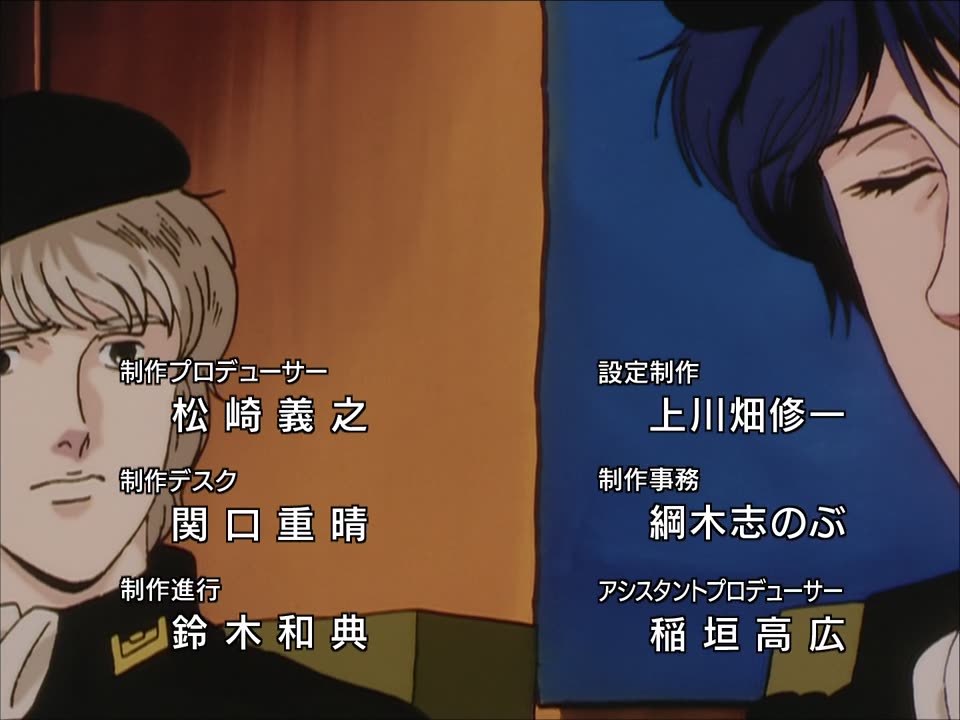 制作プロデューサー
松崎義之
制作デスク
関口重晴
制作進行
鈴木和典
設定制作
上川畑修一
制作事務
綱木志のぶ
アシスタントプロデューサー
稲垣高広